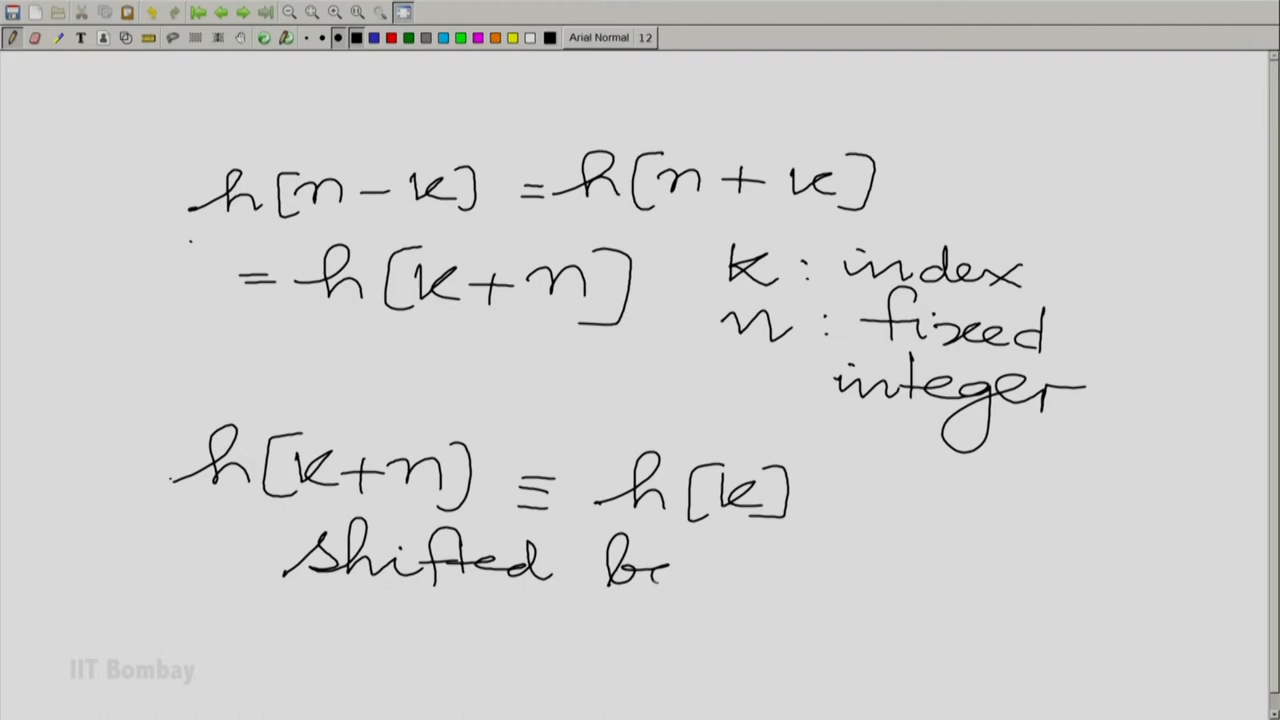 Arial Normal 12
h[n-k] = h[n+k]
= h[k+n]
k : index
n : fixed
integer
h[k+n] ≡ h[k]
shifted
IIT Bombay